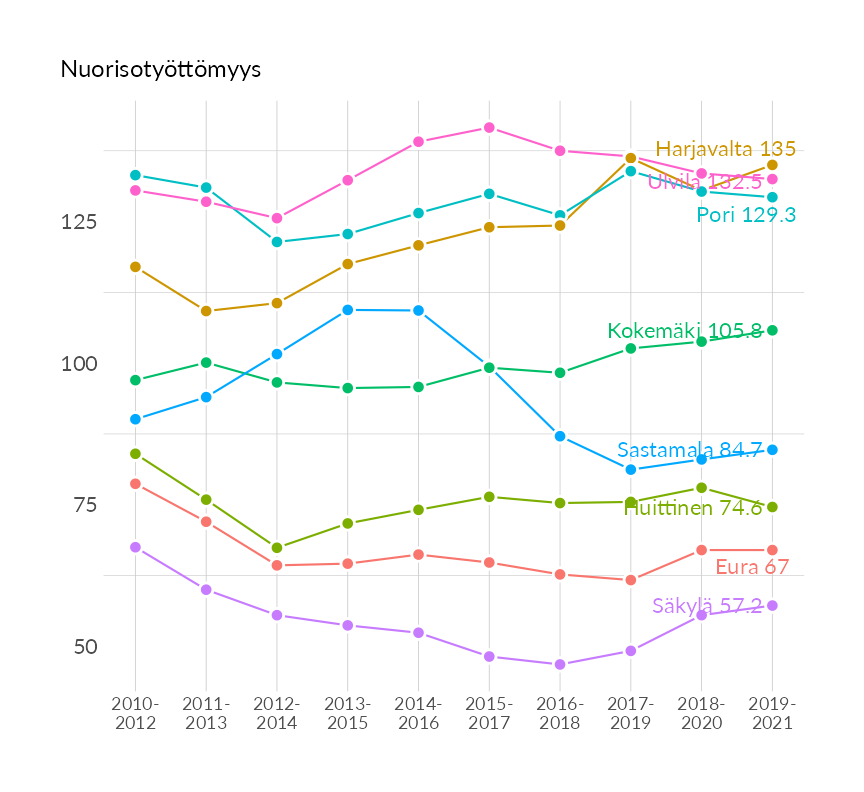 Nuorisotyöttömyys
Harjavalta 135
Ulvila 132.5
Pori 129.3
125
Kokemäki 105.8
100
Sastamala 84.7
75
Huittinen 74.6
Eura 67
Säkylä 57.2
50
2010-
2012
2011-
2013
2012-
2014
2013-
2015
2014-
2016
2015-
2017
2016-
2018
2017-
2019
2018-
2020
2019-
2021